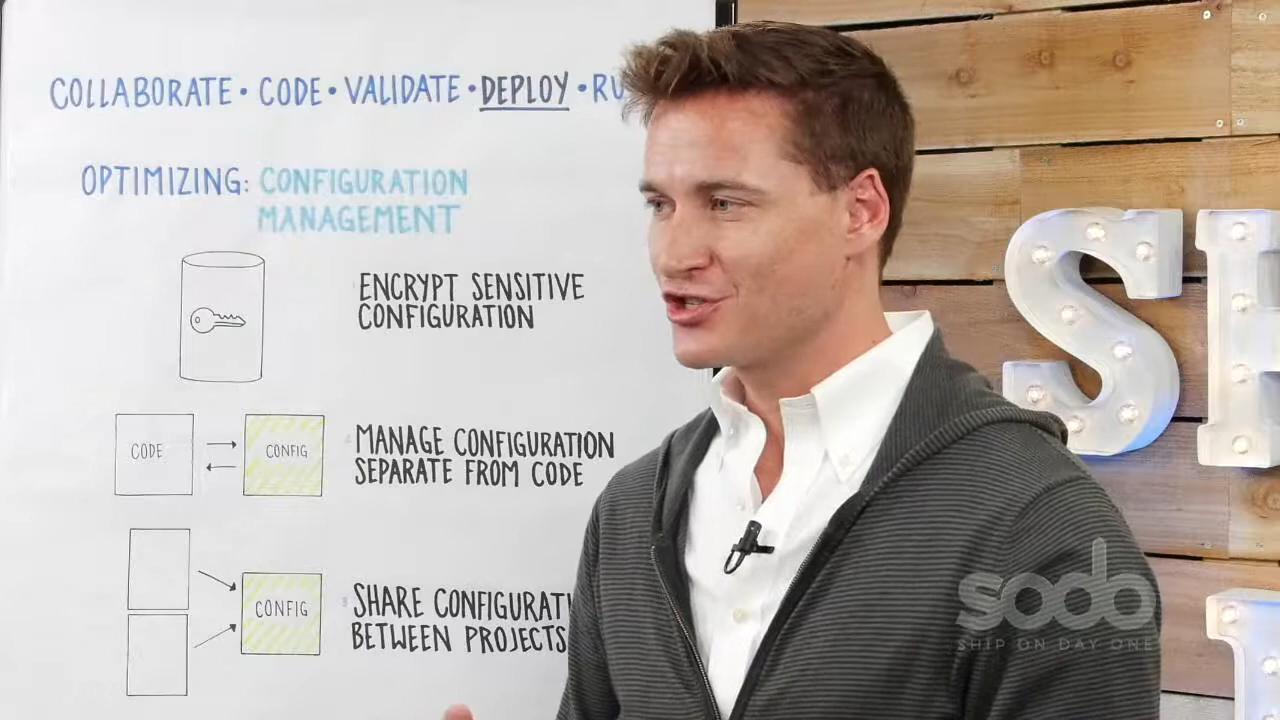 COLLABORATE • CODE • VALIDATE • DEPLOY • RU
OPTIMIZING: CONFIGURATION
MANAGEMENT
ENCRYPT SENSITIVE
CONFIGURATION
CODE
CONFIG
MANAGE CONFIGURATION
SEPARATE FROM CODE
CONFIG
SHARE CONFIGURATI
BETWEEN PROJECTS
S
sodo
SHIP ON DAY ONE